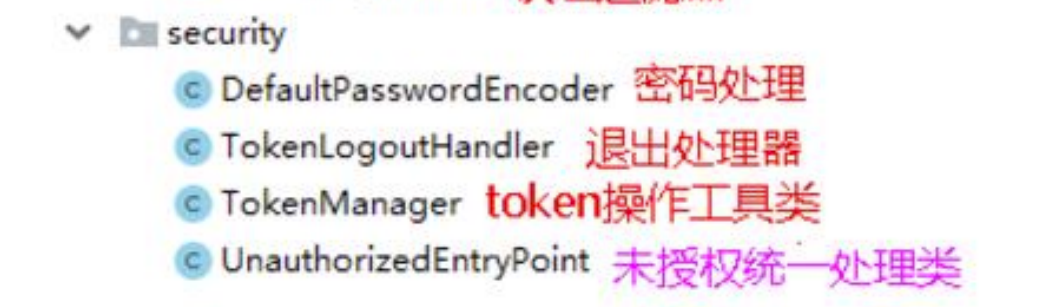 security
DefaultPasswordEncoder 密码处理
TokenLogoutHandler 退出处理器
TokenManager token操作工具类
UnauthorizedEntryPoint 未授权统一处理类